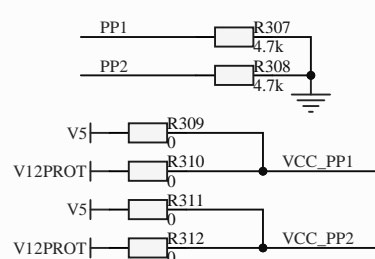 PP1 R307
4.7k
PP2 R308
4.7k
V5 R309
0
V12PROT R310 VCC_PP1
0
V5 R311
0
V12PROT R312 VCC_PP2
0